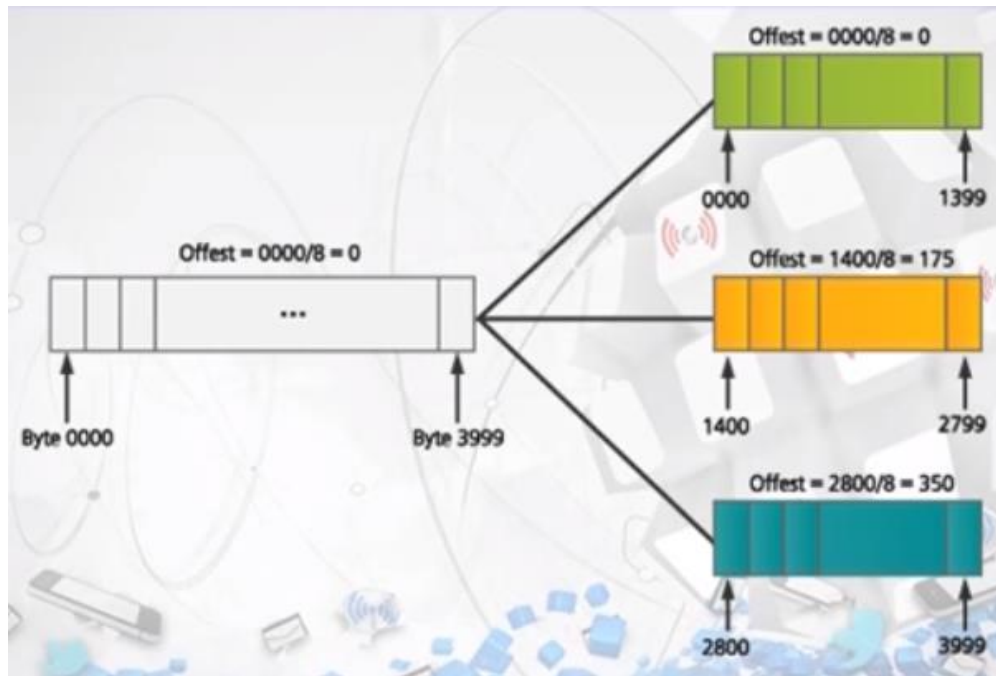 Offest = 0000/8 = 0
0000
1399
Offest = 0000/8 = 0
...
Byte 0000
Byte 3999
Offest = 1400/8 = 175
1400
2799
Offest = 2800/8 = 350
2800
3999